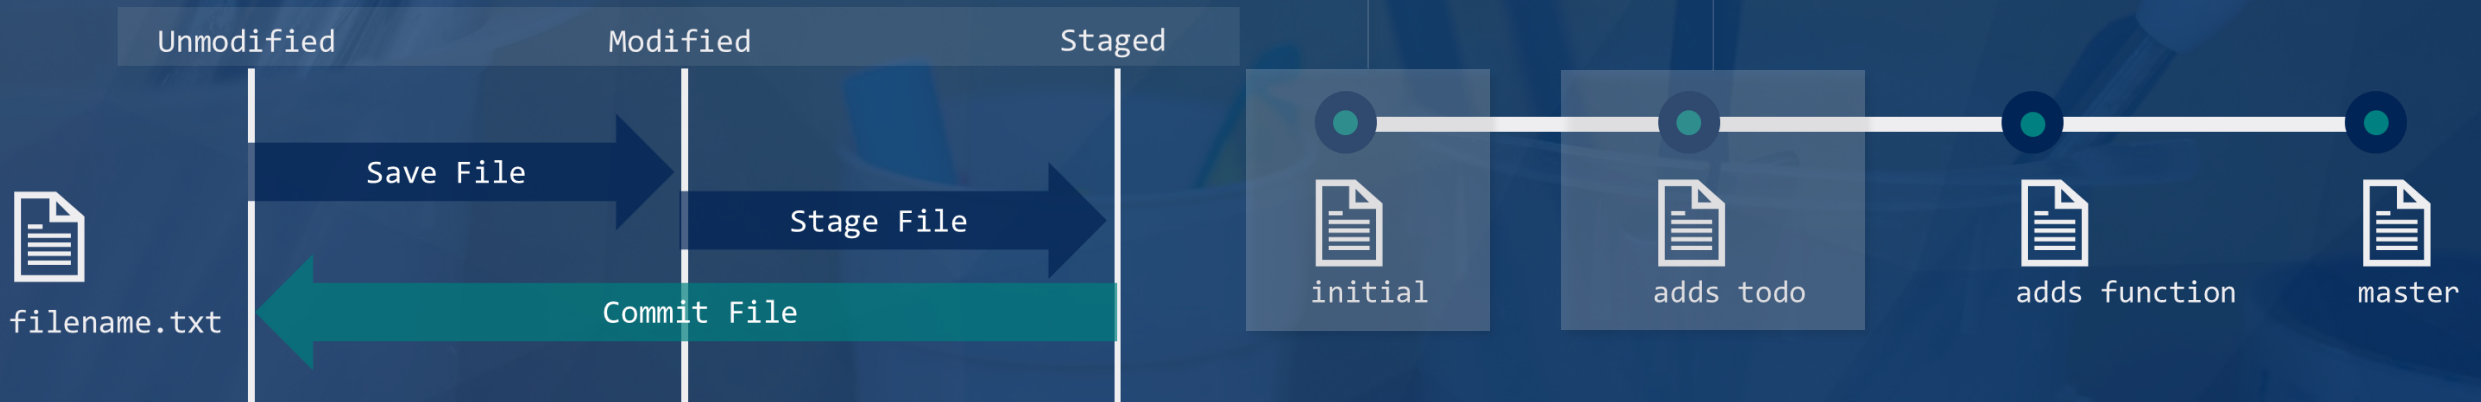 Unmodified
Modified
Staged
Save File
Stage File
Commit File
filename.txt
initial
adds todo
adds function
master